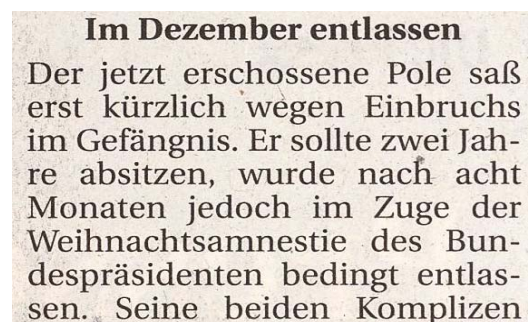 Im Dezember entlassen
Der jetzt erschossene Pole saß
erst kürzlich wegen Einbruchs
im Gefängnis. Er sollte zwei Jah-
re absitzen, wurde nach acht
Monaten jedoch im Zuge der
Weihnachtsamnestie des Bun-
despräsidenten bedingt entlas-
sen. Seine beiden Komplizen